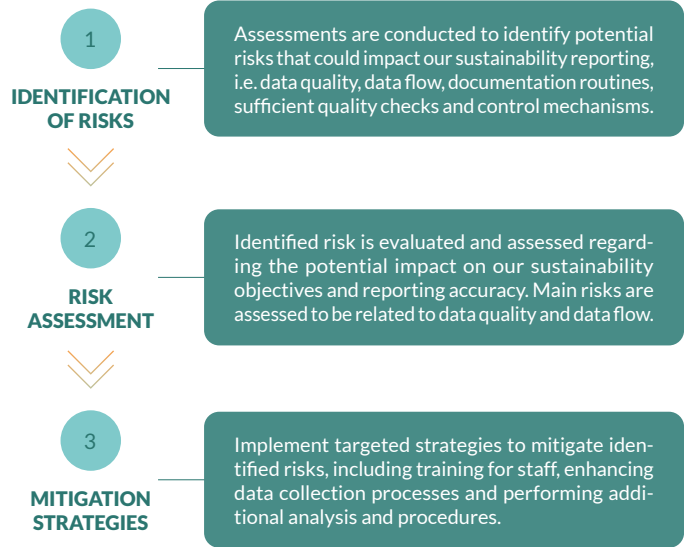 1
IDENTIFICATION
OF RISKS
Assessments are conducted to identify potential
risks that could impact our sustainability reporting,
i.e. data quality, data flow, documentation routines,
sufficient quality checks and control mechanisms.
2
RISK
ASSESSMENT
Identified risk is evaluated and assessed regard-
ing the potential impact on our sustainability
objectives and reporting accuracy. Main risks are
assessed to be related to data quality and data flow.
3
MITIGATION
STRATEGIES
Implement targeted strategies to mitigate iden-
tified risks, including training for staff, enhancing
data collection processes and performing addi-
tional analysis and procedures.